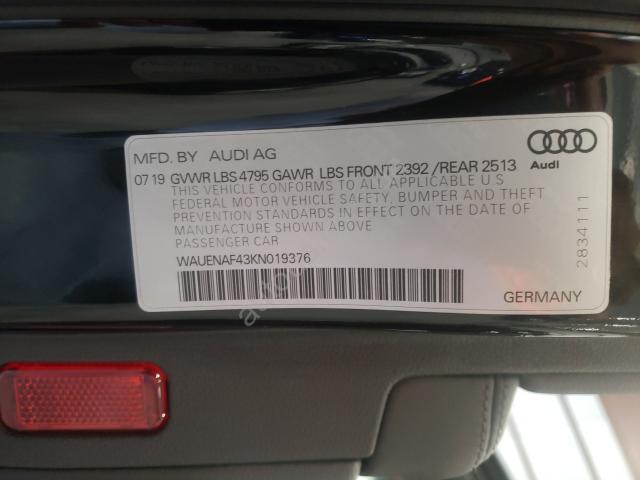 MFD. BY AUDI AG
07 19 GVWR LBS 4795 GAWR LBS FRONT 2392 /REAR 2513
THIS VEHICLE CONFORMS TO ALL APPLICABLE U S
FEDERAL MOTOR VEHICLE SAFETY, BUMPER AND THEFT
PREVENTION STANDARDS IN EFFECT ON THE DATE OF
MANUFACTURE SHOWN ABOVE
PASSENGER CAR
WAUENAF43KN019376
Audi
2834111
GERMANY